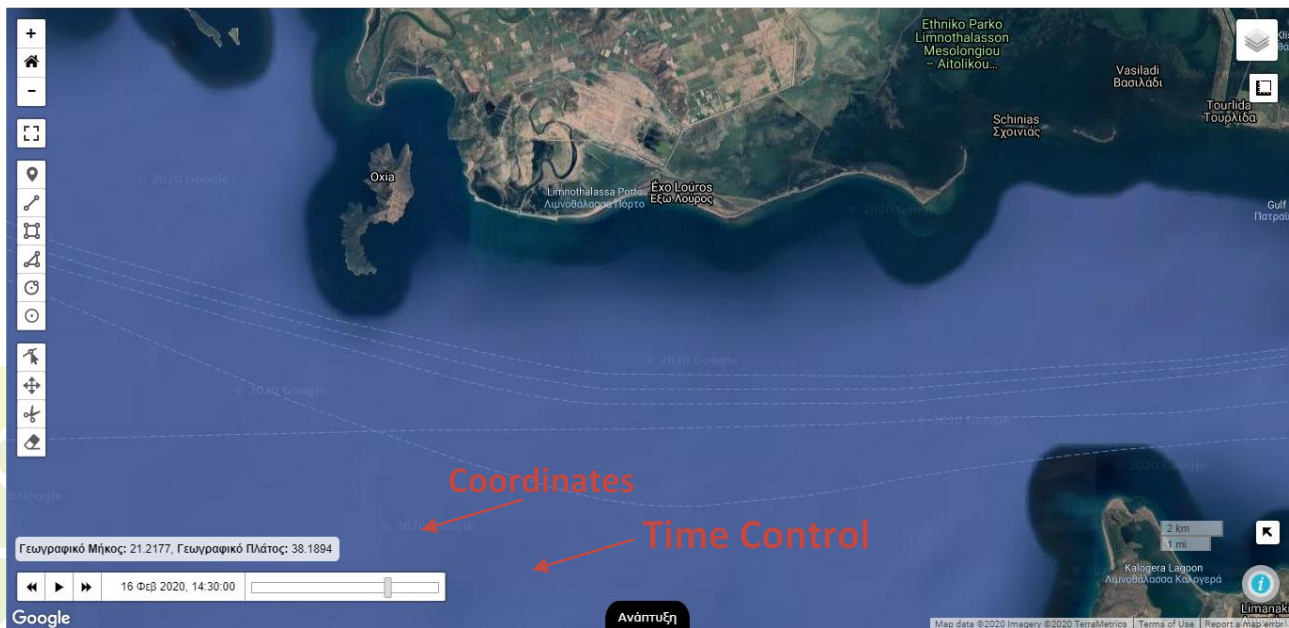 +
-
Ethniko Parko
Limnothalasson
Mesolongiou
– Aitolikou...
Vasiladi
Βασιλάδι
Tourlida
Τουρλίδα
Schinias
Σχοινιάς
Oxia
© 2020 Google
Limnothalassa Porto
Λιμνοθάλασσα Πόρτο
Éxo Loúros
Έξω Λούρος
© 2020 Google
Gulf
Πατραϊ
© 2020 Google
© 2020 Google
© 2020 Google
© 2020 Google
Coordinates
© 2020 Google
Time Control
Γεωγραφικό Μήκος: 21.2177, Γεωγραφικό Πλάτος: 38.1894
2 km
1 mi
Kalogera Lagoon
Λιμνοθάλασσα Καλογερά
16 Φεβ 2020, 14:30:00
Limanaki
Google
Ανάπτυξη
Map data ©2020 Imagery ©2020 TerraMetrics
Terms of Use
Report a map error